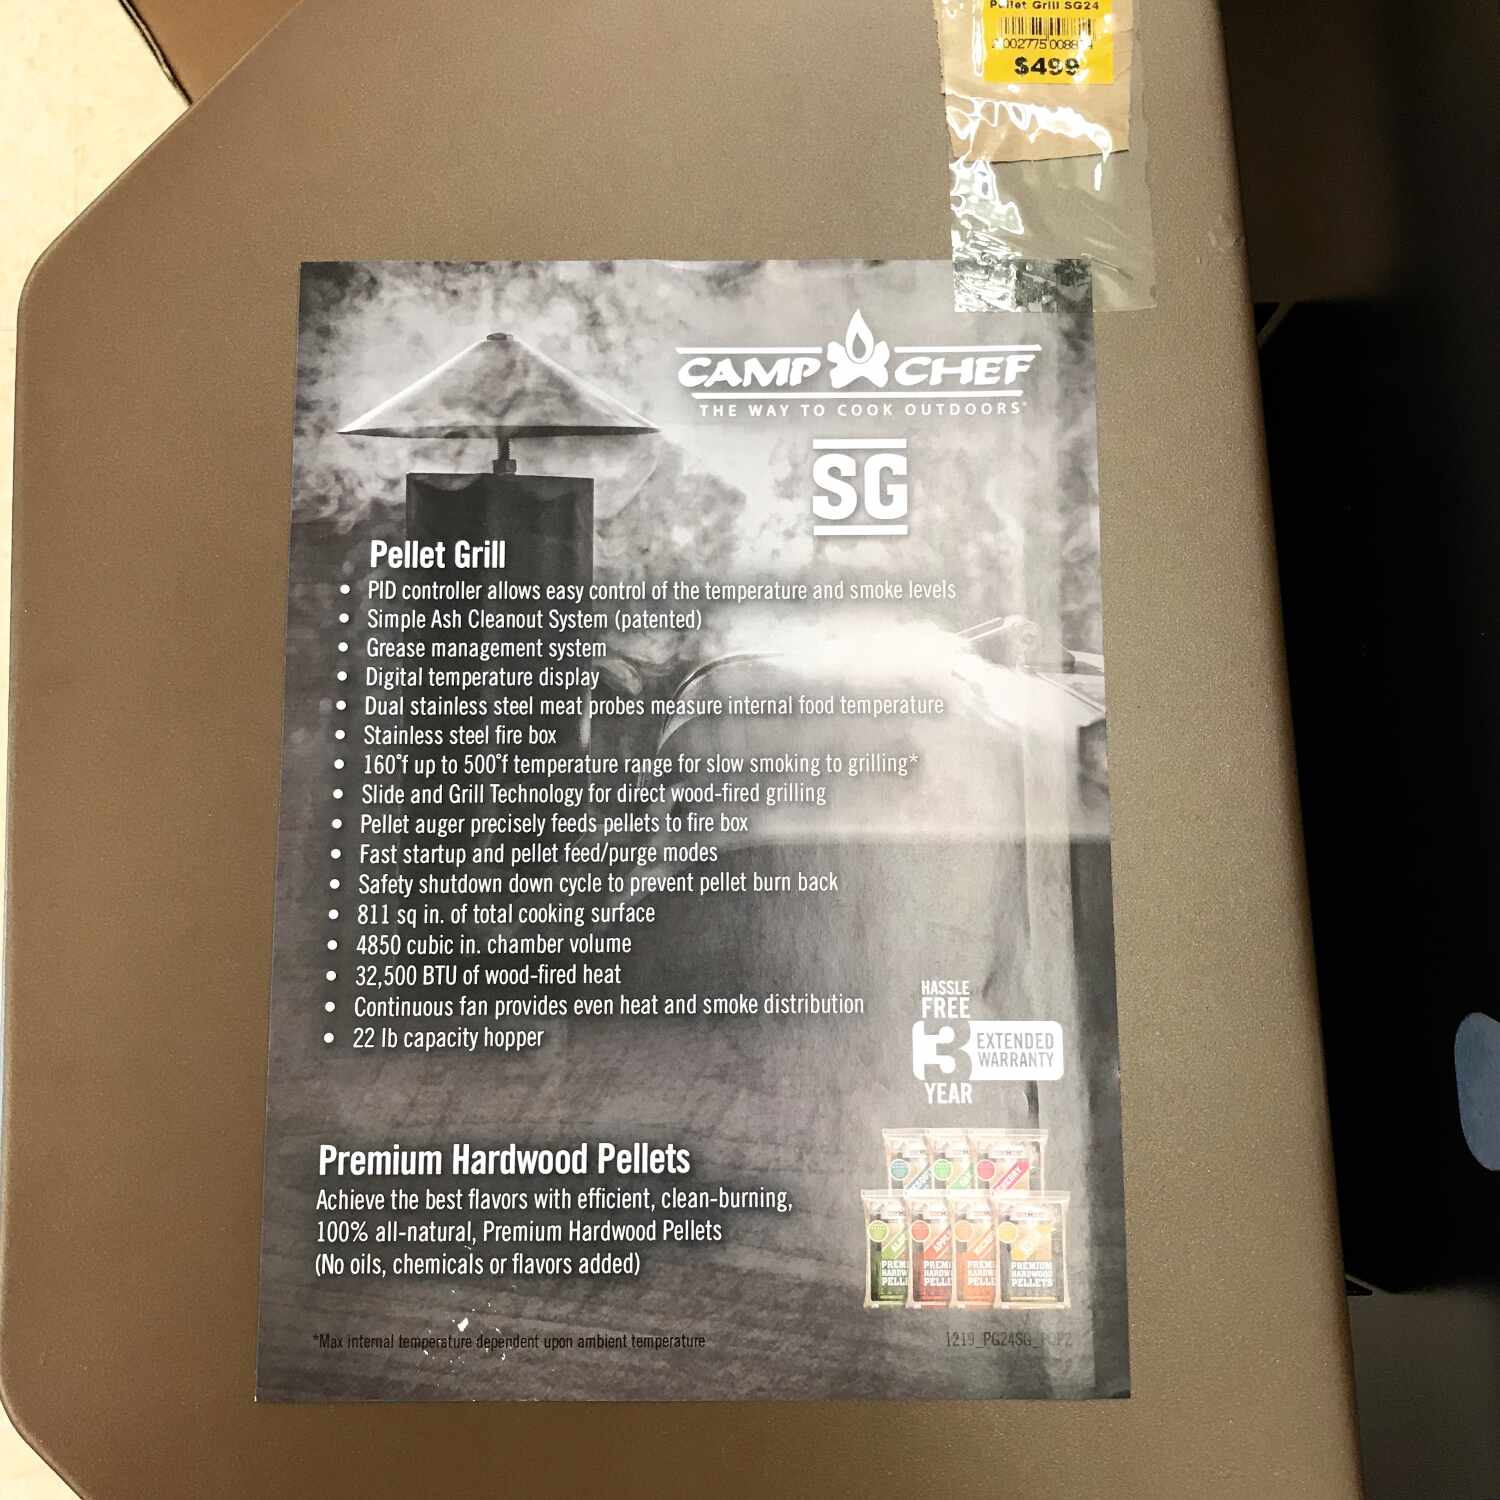 Pellet Grill SG24
$499
CAMP CHEF
THE WAY TO COOK OUTDOORS
SG
Pellet Grill
• PID controller allows easy control of the temperature and smoke levels
• Simple Ash Cleanout System (patented)
• Grease management system
• Digital temperature display
• Dual stainless steel meat probes measure internal food temperature
• Stainless steel fire box
• 160°f up to 500°f temperature range for slow smoking to grilling*
• Slide and Grill Technology for direct wood-fired grilling
• Pellet auger precisely feeds pellets to fire box
• Fast startup and pellet feed/purge modes
• Safety shutdown down cycle to prevent pellet burn back
• 811 sq in. of total cooking surface
• 4850 cubic in. chamber volume
• 32,500 BTU of wood-fired heat
• Continuous fan provides even heat and smoke distribution
• 22 lb capacity hopper
HASSLE
FREE
3 EXTENDED
WARRANTY
YEAR
Premium Hardwood Pellets
Achieve the best flavors with efficient, clean-burning,
100% all-natural, Premium Hardwood Pellets
(No oils, chemicals or flavors added)
PREMIUM
HARDWOOD
PELLETS
*Max internal temperature dependent upon ambient temperature
1219_PG24SG_